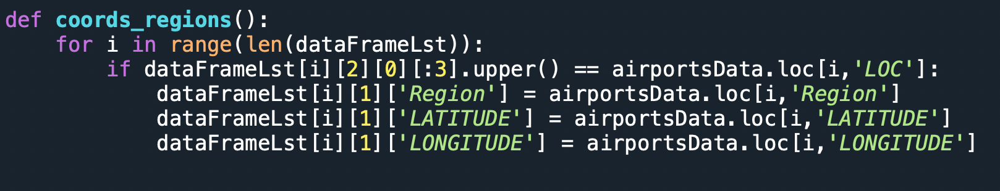 def coords_regions():
    for i in range(len(dataFrameLst)):
        if dataFrameLst[i][2][0][:3].upper() == airportsData.loc[i,'LOC']:
            dataFrameLst[i][1]['Region'] = airportsData.loc[i,'Region']
            dataFrameLst[i][1]['LATITUDE'] = airportsData.loc[i,'LATITUDE']
            dataFrameLst[i][1]['LONGITUDE'] = airportsData.loc[i,'LONGITUDE']